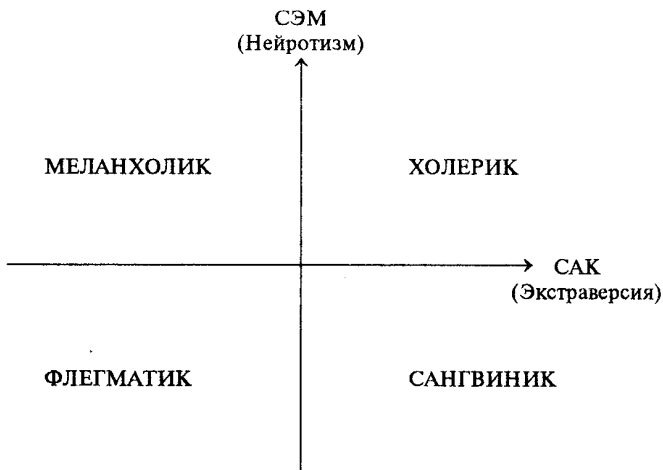 СЭМ
(Нейротизм)
МЕЛАНХОЛИК
ХОЛЕРИК
САК
(Экстраверсия)
ФЛЕГМАТИК
САНГВИНИК